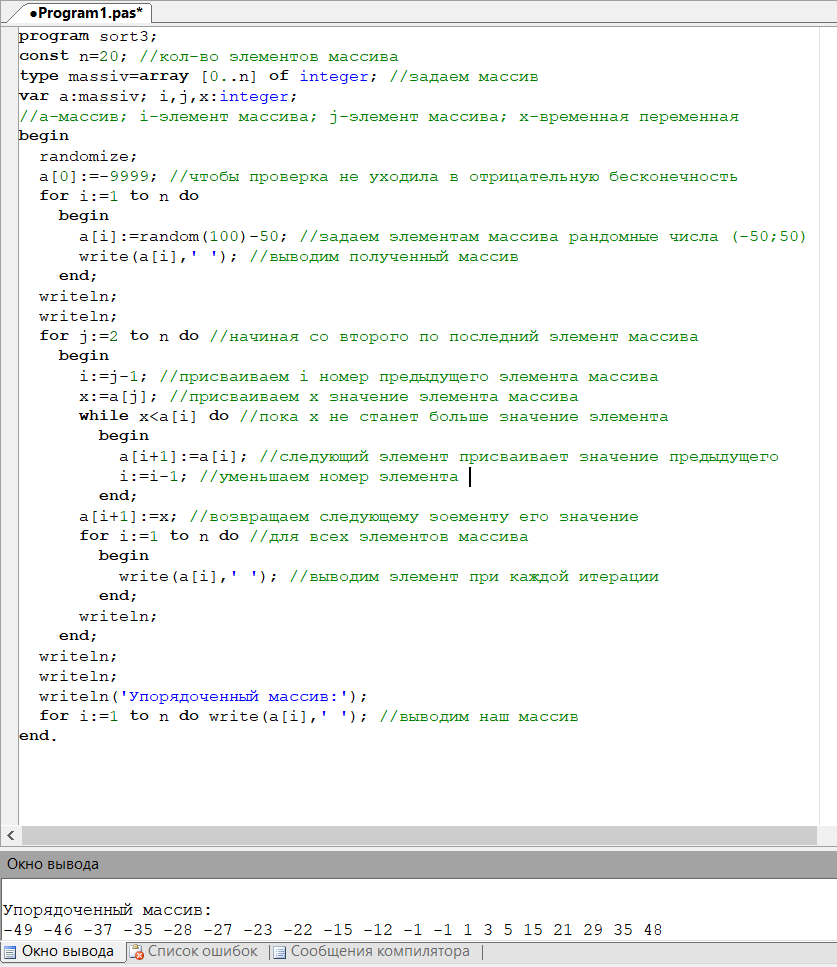 ●Program1.pas*
program sort3;
const n=20; //кол-во элементов массива
type massiv=array [0..n] of integer; //задаем массив
var a:massiv; i,j,x:integer;
//a-массив; i-элемент массива; j-элемент массива; x-временная переменная
begin
randomize;
a[0]:=-9999; //чтобы проверка не уходила в отрицательную бесконечность
for i:=1 to n do
begin
a[i]:=random(100)-50; //задаем элементам массива рандомные числа (-50;50)
write(a[i],' '); //выводим полученный массив
end;
writeln;
writeln;
for j:=2 to n do //начиная со второго по последний элемент массива
begin
i:=j-1; //присваиваем i номер предыдущего элемента массива
x:=a[j]; //присваиваем x значение элемента массива
while x<a[i] do //пока x не станет больше значение элемента
begin
a[i+1]:=a[i]; //следующий элемент присваивает значение предыдущего
i:=i-1; //уменьшаем номер элемента
end;
a[i+1]:=x; //возвращаем следующему эоементу его значение
for i:=1 to n do //для всех элементов массива
begin
write(a[i],' '); //выводим элемент при каждой итерации
end;
writeln;
end;
writeln;
writeln;
writeln('Упорядоченный массив:');
for i:=1 to n do write(a[i],' '); //выводим наш массив
end.
Окно вывода
Упорядоченный массив:
-49 -46 -37 -35 -28 -27 -23 -22 -15 -12 -1 -1 1 3 5 15 21 29 35 48
Окно вывода Список ошибок Сообщения компилятора